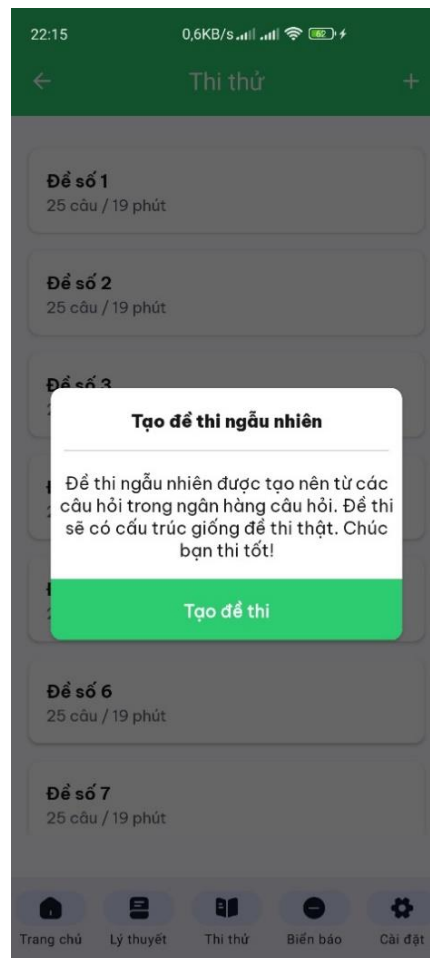 22:15 0,6KB/s 62
Thi thử
Đề số 1
25 câu / 19 phút
Đề số 2
25 câu / 19 phút
Đề số 3
Tạo đề thi ngẫu nhiên
Đề thi ngẫu nhiên được tạo nên từ các
câu hỏi trong ngân hàng câu hỏi. Đề thi
sẽ có cấu trúc giống đề thi thật. Chúc
bạn thi tốt!
Tạo đề thi
Đề số 6
25 câu / 19 phút
Đề số 7
25 câu / 19 phút
Trang chủ Lý thuyết Thi thử Biển báo Cài đặt